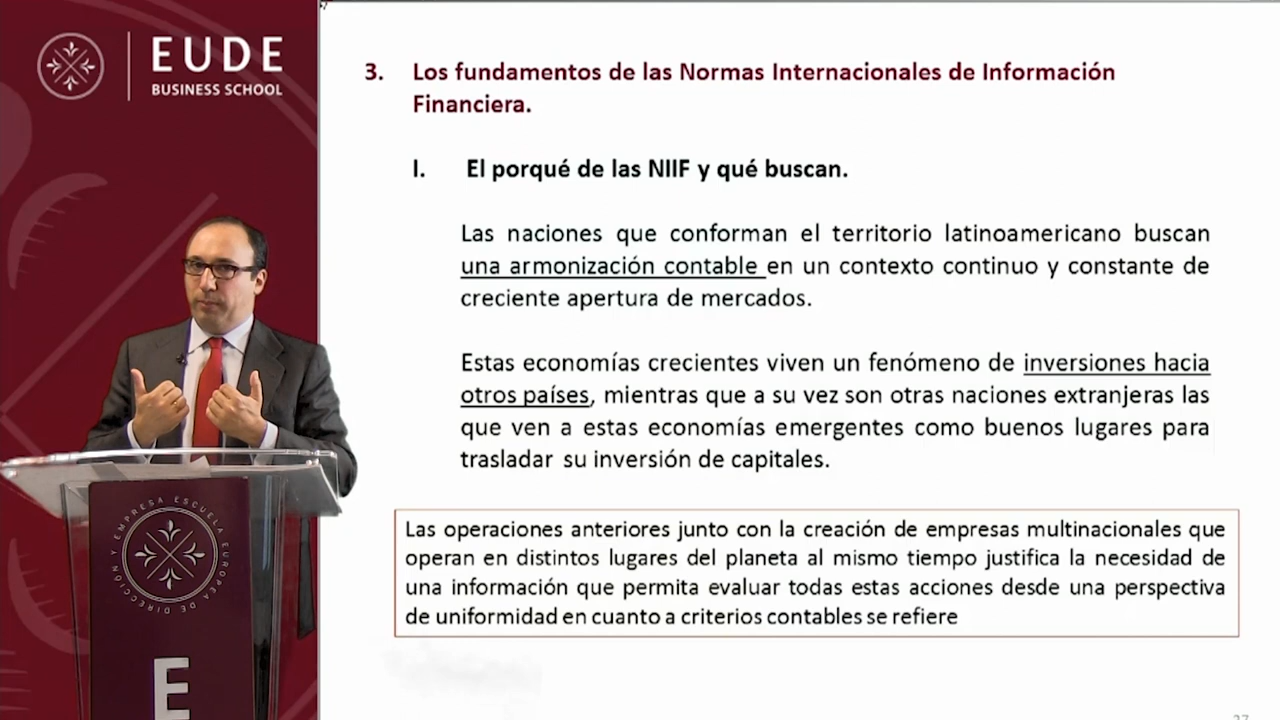 EUDE
BUSINESS SCHOOL
3. Los fundamentos de las Normas Internacionales de Información
Financiera.
I. El porqué de las NIIF y qué buscan.
Las naciones que conforman el territorio latinoamericano buscan
una armonización contable en un contexto continuo y constante de
creciente apertura de mercados.
Estas economías crecientes viven un fenómeno de inversiones hacia
otros países, mientras que a su vez son otras naciones extranjeras las
que ven a estas economías emergentes como buenos lugares para
trasladar su inversión de capitales.
Las operaciones anteriores junto con la creación de empresas multinacionales que
operan en distintos lugares del planeta al mismo tiempo justifica la necesidad de
una información que permita evaluar todas estas acciones desde una perspectiva
de uniformidad en cuanto a criterios contables se refiere
ESCUELA EUROPEA DE DIRECCIÓN Y EMPRESA
E